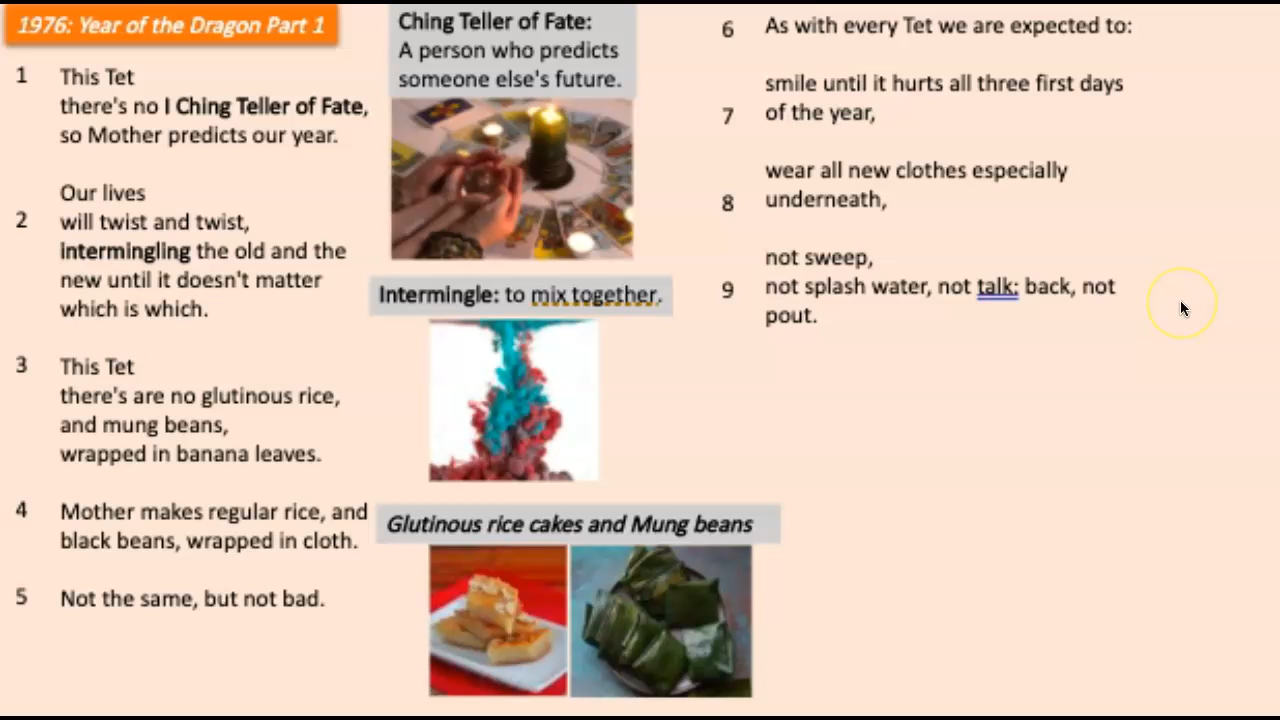 1976: Year of the Dragon Part 1
1 This Tet
there's no I Ching Teller of Fate,
so Mother predicts our year.
Our lives
2 will twist and twist,
intermingling the old and the
new until it doesn't matter
which is which.
3 This Tet
there's are no glutinous rice,
and mung beans,
wrapped in banana leaves.
4 Mother makes regular rice, and
black beans, wrapped in cloth.
5 Not the same, but not bad.
Ching Teller of Fate:
A person who predicts
someone else's future.
Intermingle: to mix together.
Glutinous rice cakes and Mung beans
6 As with every Tet we are expected to:
smile until it hurts all three first days
7 of the year,
wear all new clothes especially
8 underneath,
not sweep,
9 not splash water, not talk; back, not
pout.